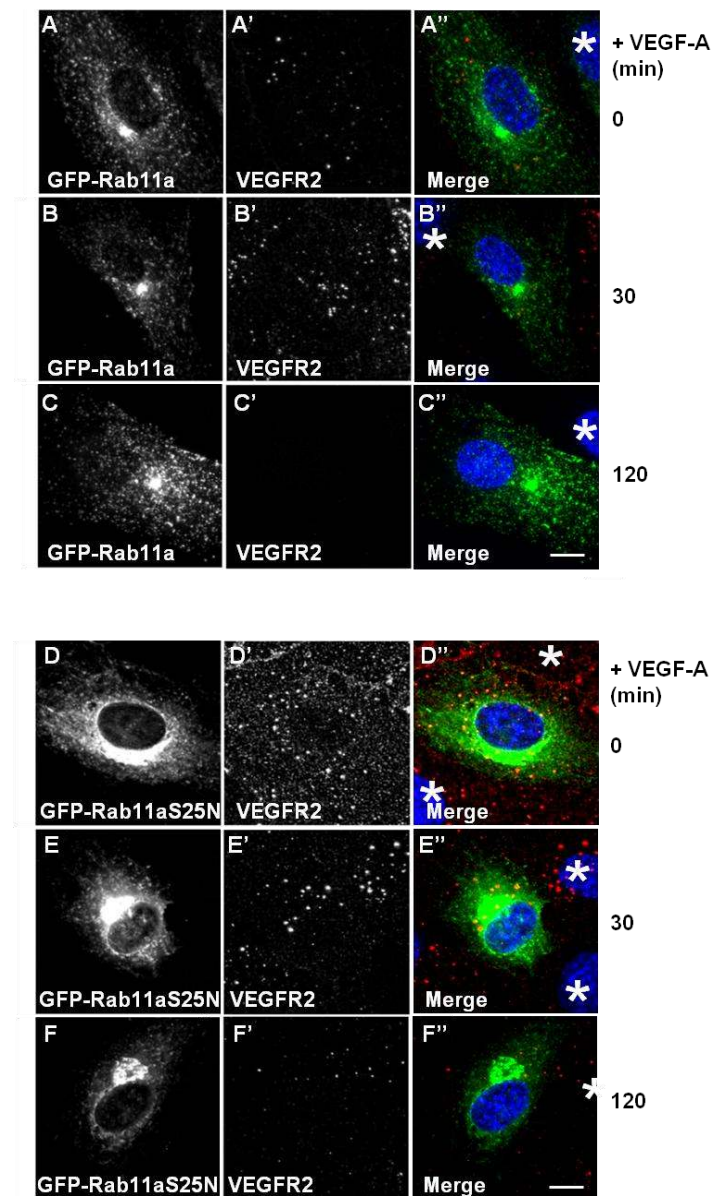 A A' A'' * + VEGF-A
(min)
0
GFP-Rab11a VEGFR2 Merge
B B' B'' *
30
GFP-Rab11a VEGFR2 Merge
C C' C'' *
120
GFP-Rab11a VEGFR2 Merge
D D' D'' * + VEGF-A
(min)
0
*
GFP-Rab11aS25N VEGFR2 Merge
E E' E'' *
30
*
GFP-Rab11aS25N VEGFR2 Merge
F F' F'' *
120
GFP-Rab11aS25N VEGFR2 Merge